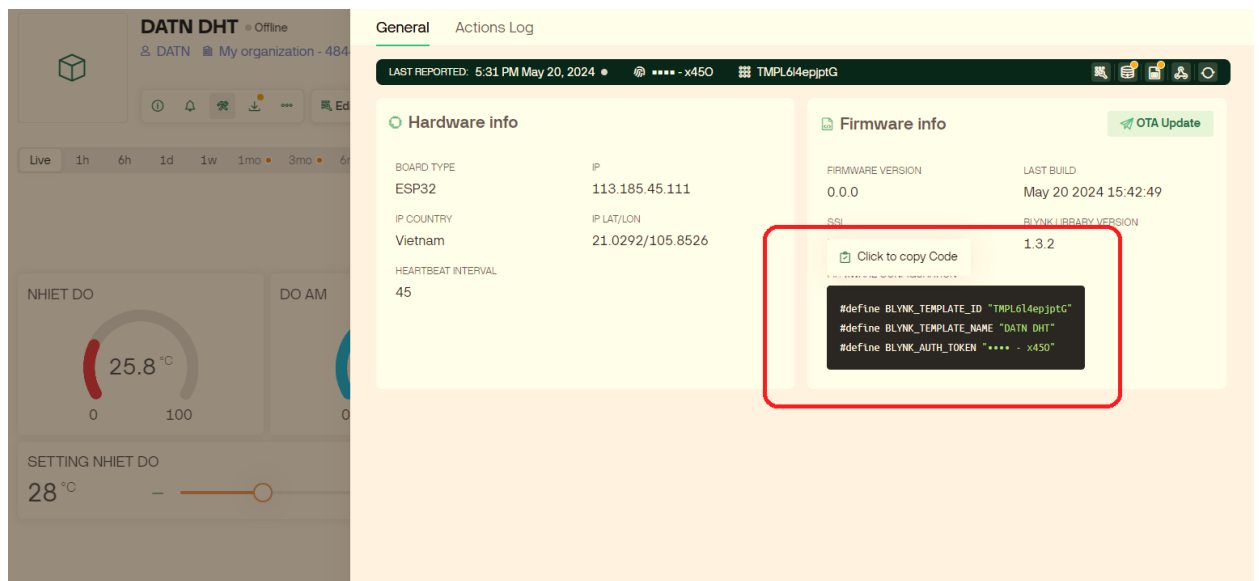 DATN DHT Offline
DATN My organization - 484
Edi
Live 1h 6h 1d 1w 1mo 3mo 6
NHIET DO
25.8 °C
0 100
DO AM
0
SETTING NHIET DO
28 °C
General Actions Log
LAST REPORTED: 5:31 PM May 20, 2024 •••• - x45O TMPL6l4epjptG
Hardware info
BOARD TYPE IP
ESP32 113.185.45.111
IP COUNTRY IP LAT/LON
Vietnam 21.0292/105.8526
HEARTBEAT INTERVAL
45
Firmware info OTA Update
FIRMWARE VERSION LAST BUILD
0.0.0 May 20 2024 15:42:49
SSL BLYNK LIBRARY VERSION
1.3.2
Click to copy Code
#define BLYNK_TEMPLATE_ID "TMPL6l4epjptG"
#define BLYNK_TEMPLATE_NAME "DATN DHT"
#define BLYNK_AUTH_TOKEN "•••• - x45O"